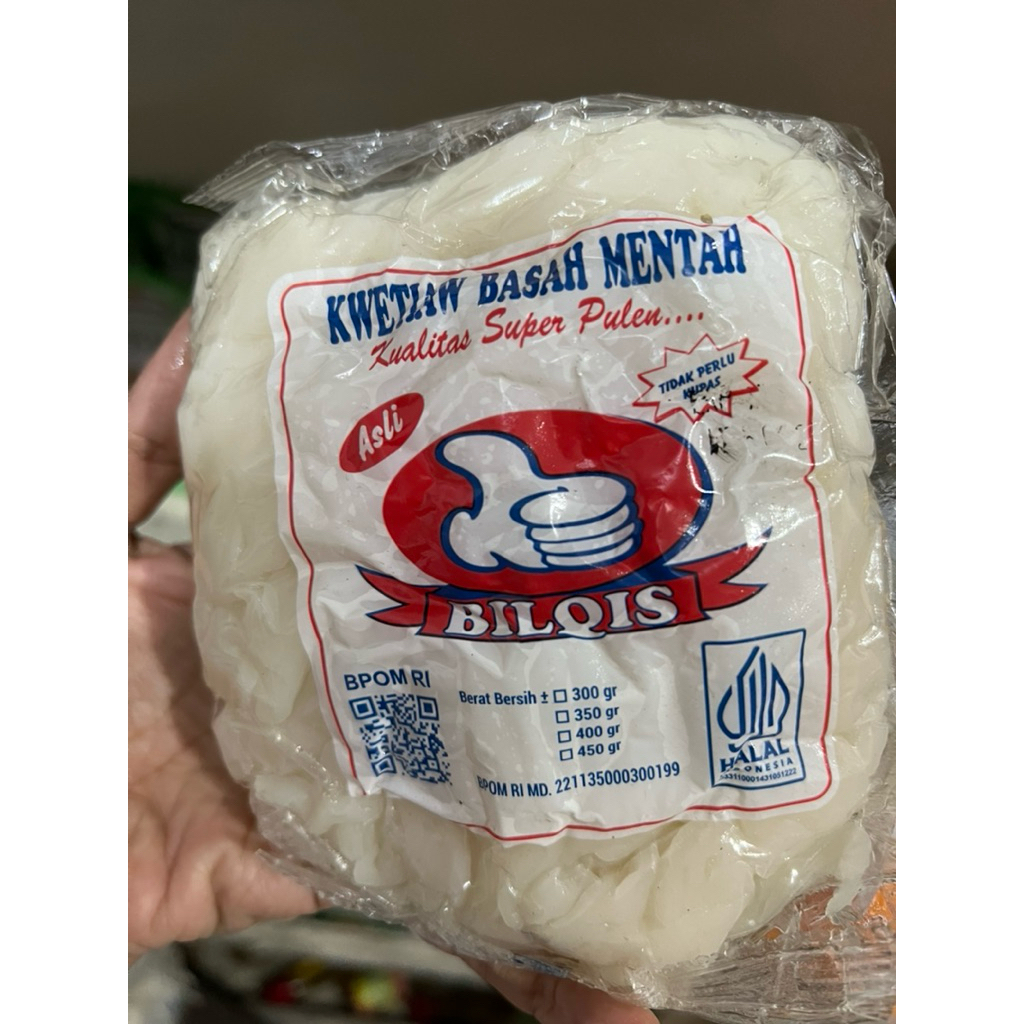 KWETIAW BASAH MENTAH
Kualitas Super Pulen....
TIDAK PERLU
KUPAS
Asli
BILQIS
BPOM RI
Berat Bersih ± 300 gr
350 gr
400 gr
450 gr
BPOM RI MD. 221135000300199
HALAL
INDONESIA